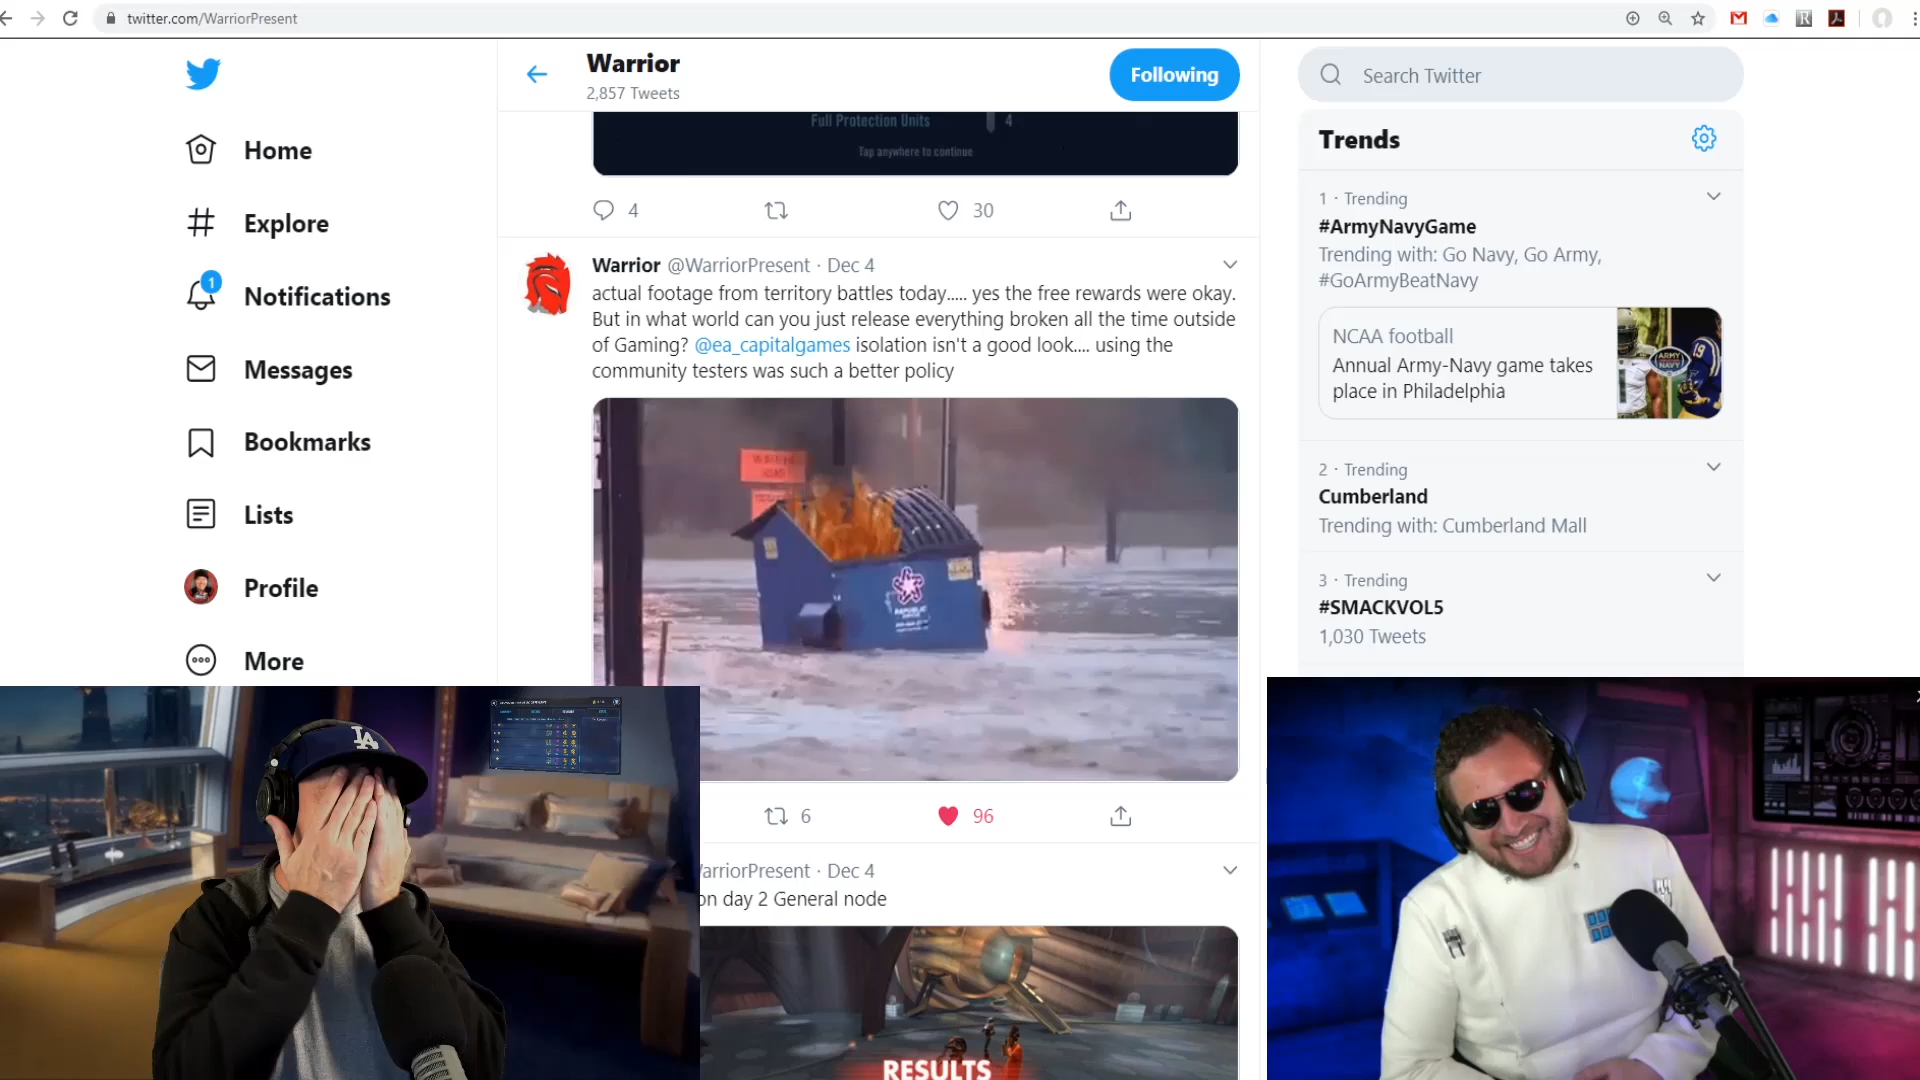 twitter.com/WarriorPresent
Warrior
2,857 Tweets
Following
Search Twitter
Home
Explore
1
Notifications
Messages
Bookmarks
Lists
Profile
More
Full Protection Units 4
Tap anywhere to continue
4 30
Warrior @WarriorPresent · Dec 4
actual footage from territory battles today..... yes the free rewards were okay.
But in what world can you just release everything broken all the time outside
of Gaming? @ea_capitalgames isolation isn't a good look.... using the
community testers was such a better policy
REPUBLIC
6 96
WarriorPresent · Dec 4
on day 2 General node
RESULTS
Trends
1 · Trending
#ArmyNavyGame
Trending with: Go Navy, Go Army,
#GoArmyBeatNavy
NCAA football
Annual Army-Navy game takes
place in Philadelphia
ARMY
NAVY
19
2 · Trending
Cumberland
Trending with: Cumberland Mall
3 · Trending
#SMACKVOL5
1,030 Tweets
LA